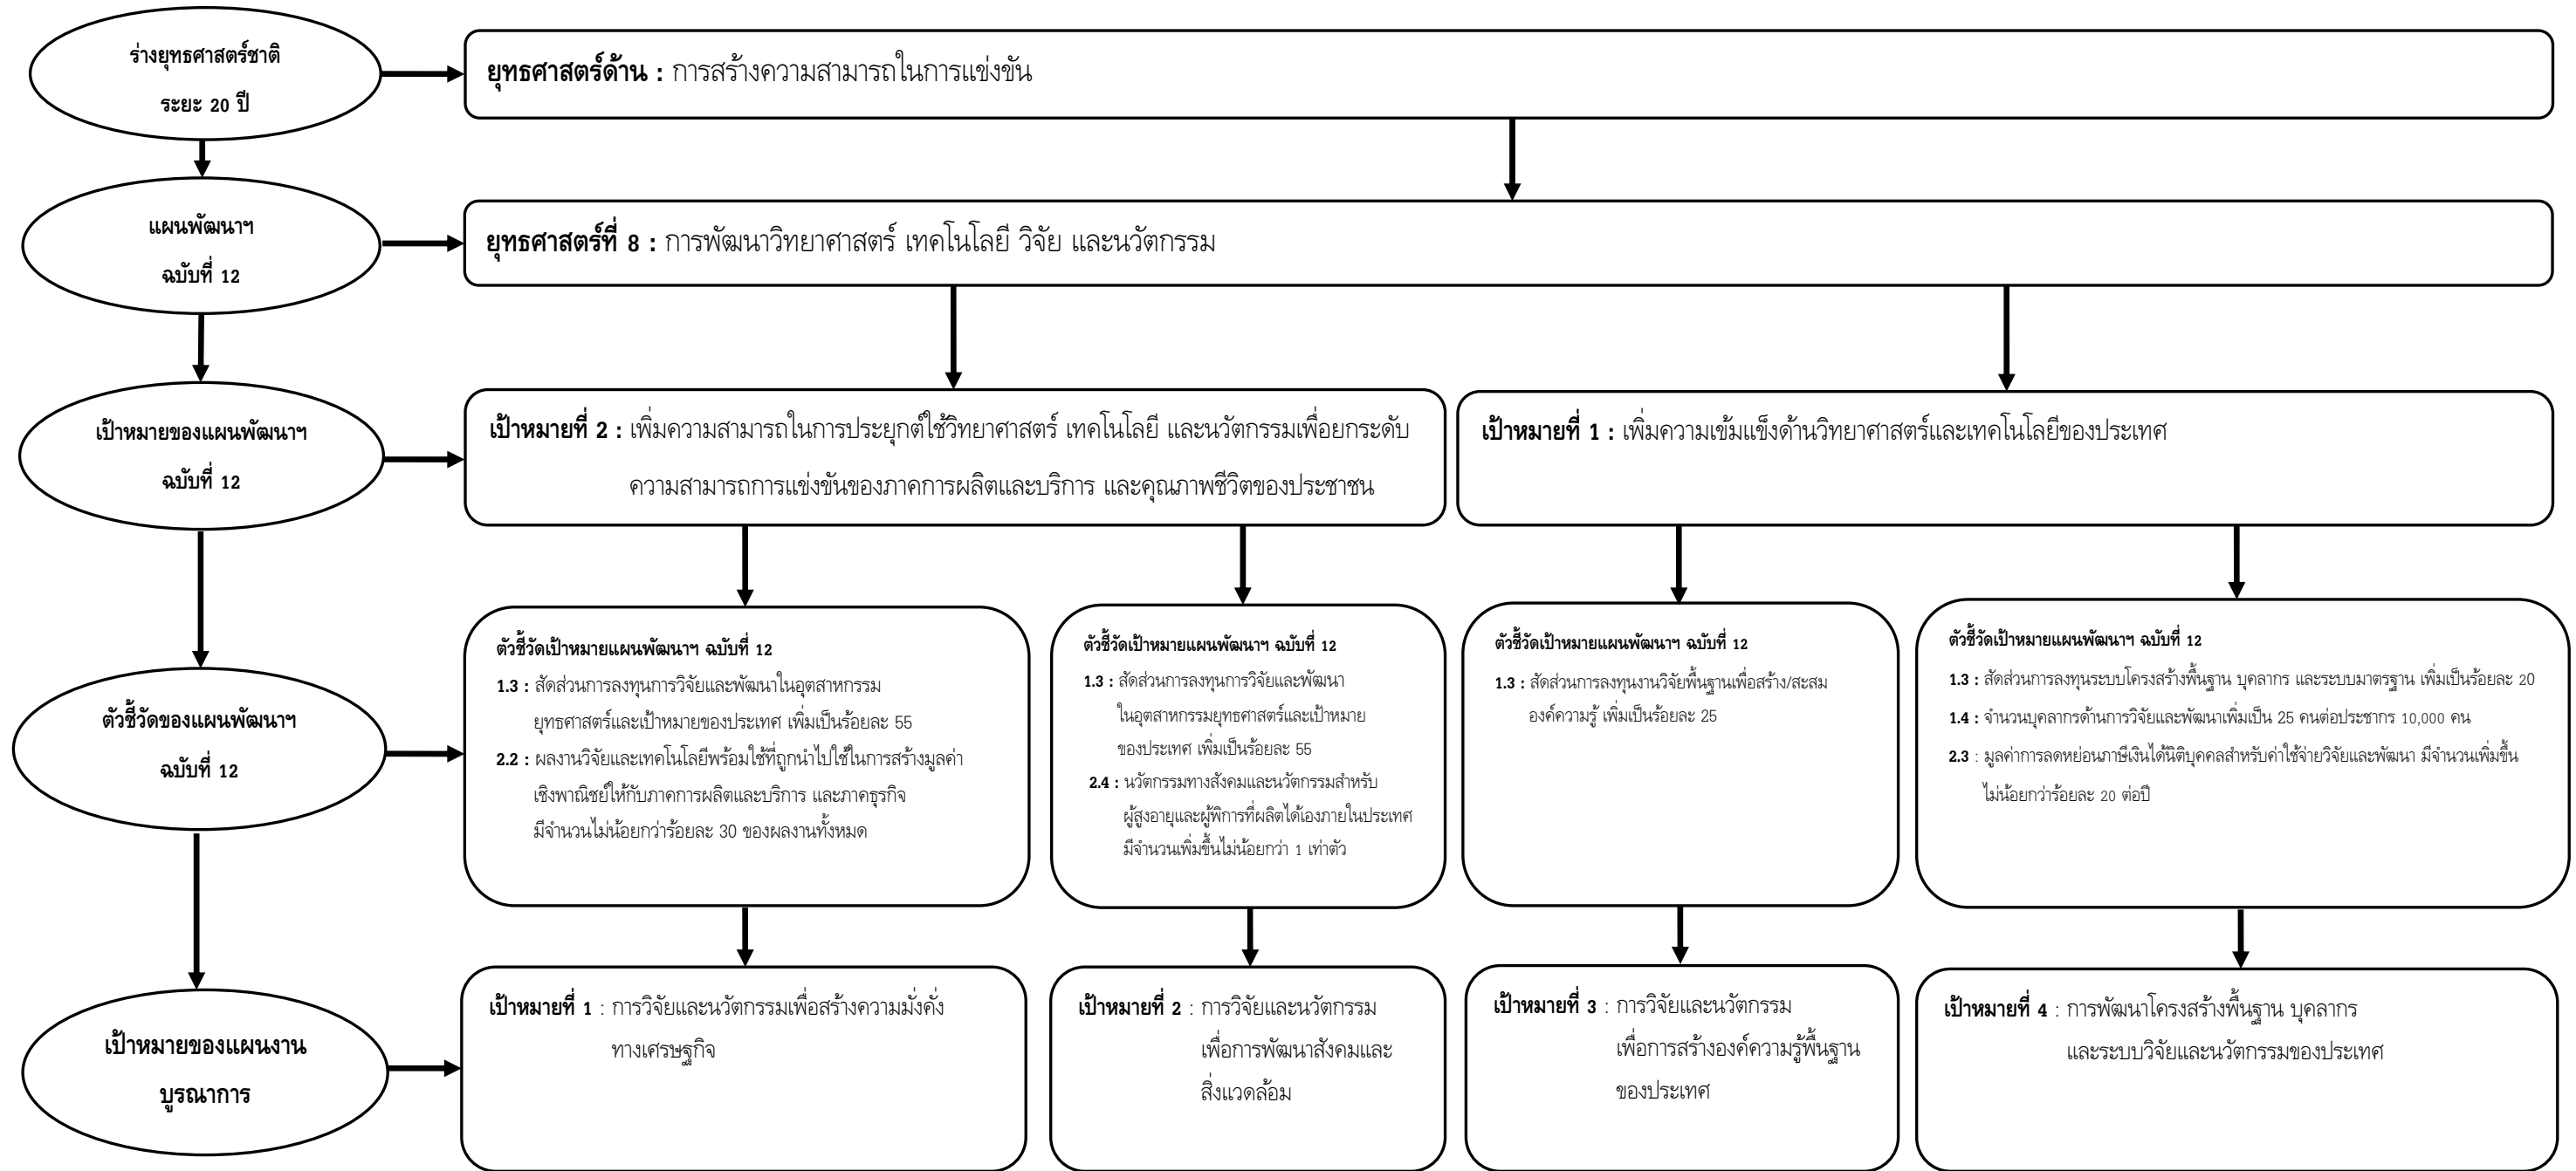 ร่างยุทธศาสตร์ชาติ
ระยะ 20 ปี
ยุทธศาสตร์ด้าน : การสร้างความสามารถในการแข่งขัน
แผนพัฒนาฯ
ฉบับที่ 12
ยุทธศาสตร์ที่ 8 : การพัฒนาวิทยาศาสตร์ เทคโนโลยี วิจัย และนวัตกรรม
เป้าหมายของแผนพัฒนาฯ
ฉบับที่ 12
เป้าหมายที่ 2 : เพิ่มความสามารถในการประยุกต์ใช้วิทยาศาสตร์ เทคโนโลยี และนวัตกรรมเพื่อยกระดับ
ความสามารถการแข่งขันของภาคการผลิตและบริการ และคุณภาพชีวิตของประชาชน
เป้าหมายที่ 1 : เพิ่มความเข้มแข็งด้านวิทยาศาสตร์และเทคโนโลยีของประเทศ
ตัวชี้วัดของแผนพัฒนาฯ
ฉบับที่ 12
ตัวชี้วัดเป้าหมายแผนพัฒนาฯ ฉบับที่ 12
1.3 : สัดส่วนการลงทุนการวิจัยและพัฒนาในอุตสาหกรรม
ยุทธศาสตร์และเป้าหมายของประเทศ เพิ่มเป็นร้อยละ 55
2.2 : ผลงานวิจัยและเทคโนโลยีพร้อมใช้ที่ถูกนำไปใช้ในการสร้างมูลค่า
เชิงพาณิชย์ให้กับภาคการผลิตและบริการ และภาคธุรกิจ
มีจำนวนไม่น้อยกว่าร้อยละ 30 ของผลงานทั้งหมด
ตัวชี้วัดเป้าหมายแผนพัฒนาฯ ฉบับที่ 12
1.3 : สัดส่วนการลงทุนการวิจัยและพัฒนา
ในอุตสาหกรรมยุทธศาสตร์และเป้าหมาย
ของประเทศ เพิ่มเป็นร้อยละ 55
2.4 : นวัตกรรมทางสังคมและนวัตกรรมสำหรับ
ผู้สูงอายุและผู้พิการที่ผลิตได้เองภายในประเทศ
มีจำนวนเพิ่มขึ้นไม่น้อยกว่า 1 เท่าตัว
ตัวชี้วัดเป้าหมายแผนพัฒนาฯ ฉบับที่ 12
1.3 : สัดส่วนการลงทุนงานวิจัยพื้นฐานเพื่อสร้าง/สะสม
องค์ความรู้ เพิ่มเป็นร้อยละ 25
ตัวชี้วัดเป้าหมายแผนพัฒนาฯ ฉบับที่ 12
1.3 : สัดส่วนการลงทุนระบบโครงสร้างพื้นฐาน บุคลากร และระบบมาตรฐาน เพิ่มเป็นร้อยละ 20
1.4 : จำนวนบุคลากรด้านการวิจัยและพัฒนาเพิ่มเป็น 25 คนต่อประชากร 10,000 คน
2.3 : มูลค่าการลดหย่อนภาษีเงินได้นิติบุคคลสำหรับค่าใช้จ่ายวิจัยและพัฒนา มีจำนวนเพิ่มขึ้น
ไม่น้อยกว่าร้อยละ 20 ต่อปี
เป้าหมายของแผนงาน
บูรณาการ
เป้าหมายที่ 1 : การวิจัยและนวัตกรรมเพื่อสร้างความมั่งคั่ง
ทางเศรษฐกิจ
เป้าหมายที่ 2 : การวิจัยและนวัตกรรม
เพื่อการพัฒนาสังคมและ
สิ่งแวดล้อม
เป้าหมายที่ 3 : การวิจัยและนวัตกรรม
เพื่อการสร้างองค์ความรู้พื้นฐาน
ของประเทศ
เป้าหมายที่ 4 : การพัฒนาโครงสร้างพื้นฐาน บุคลากร
และระบบวิจัยและนวัตกรรมของประเทศ